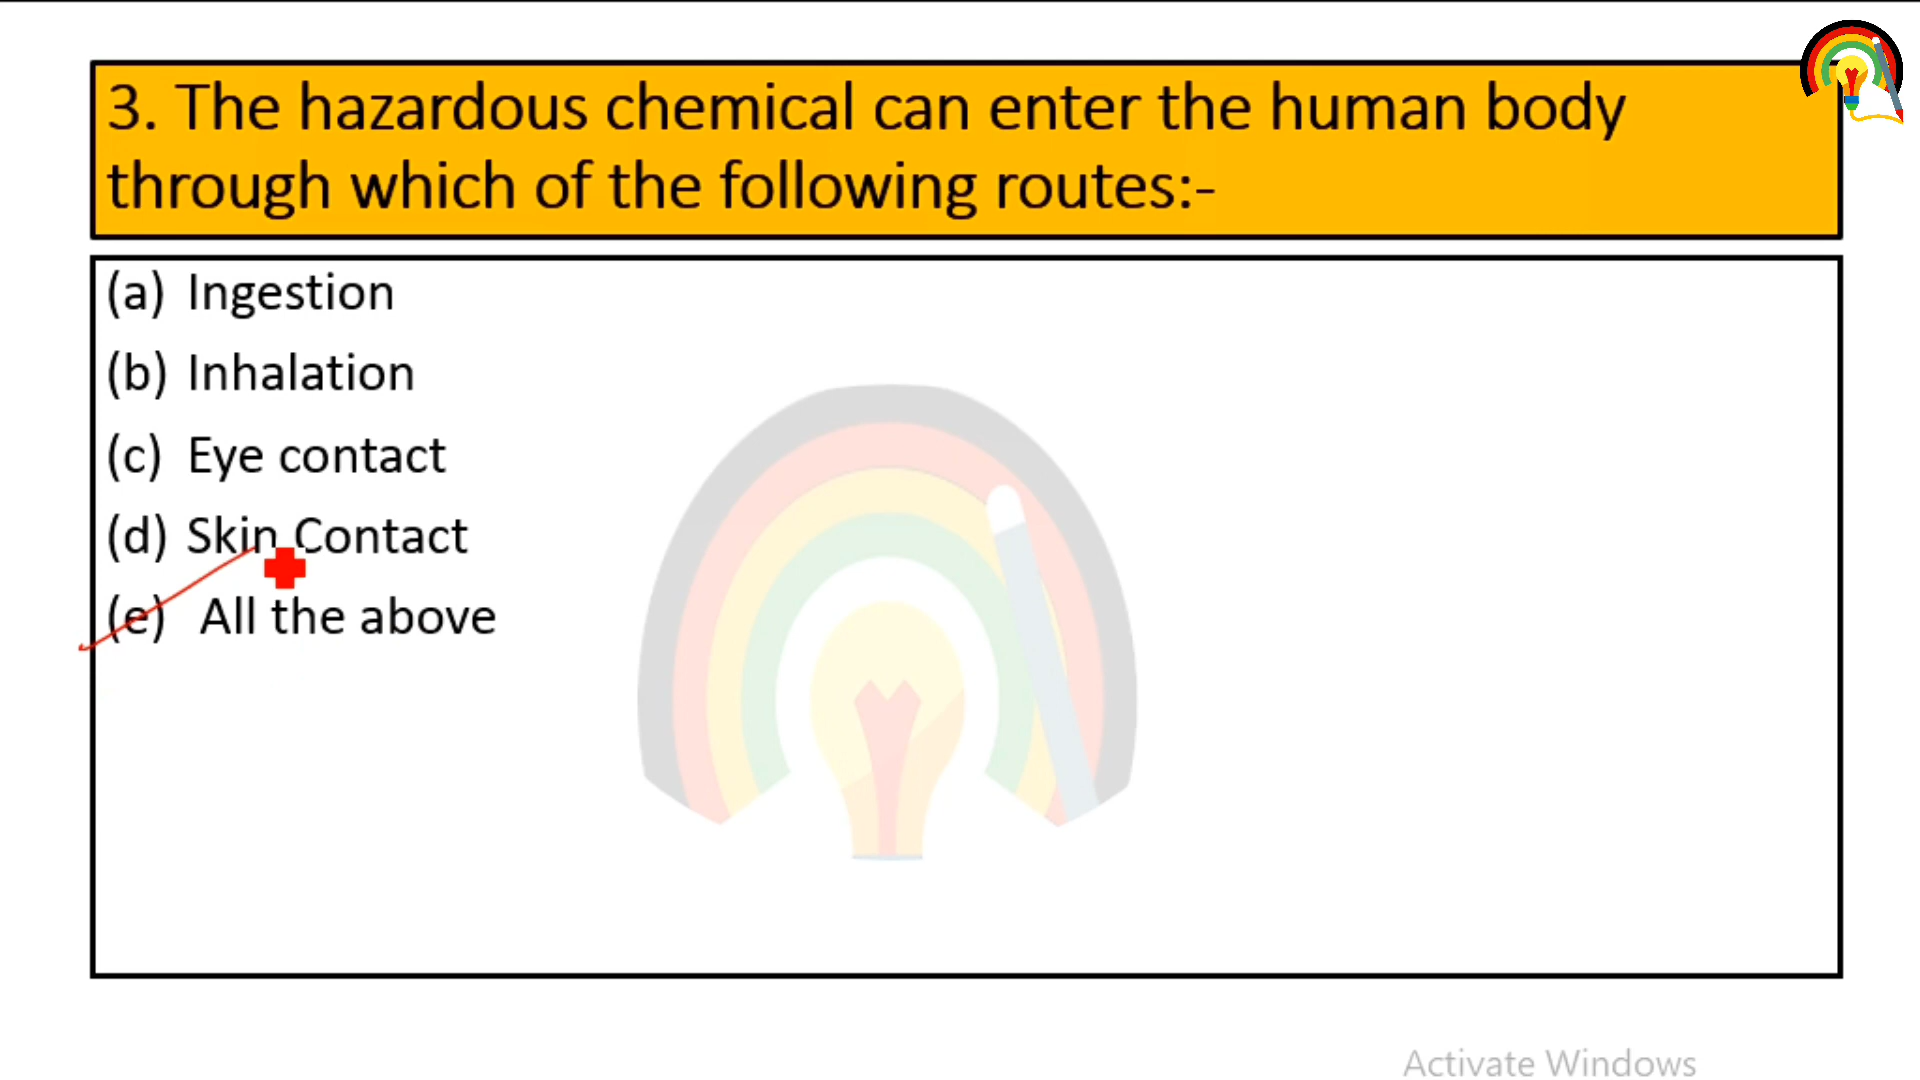 3. The hazardous chemical can enter the human body
through which of the following routes:-
(a) Ingestion
(b) Inhalation
(c) Eye contact
(d) Skin Contact
(e) All the above
Activate Windows